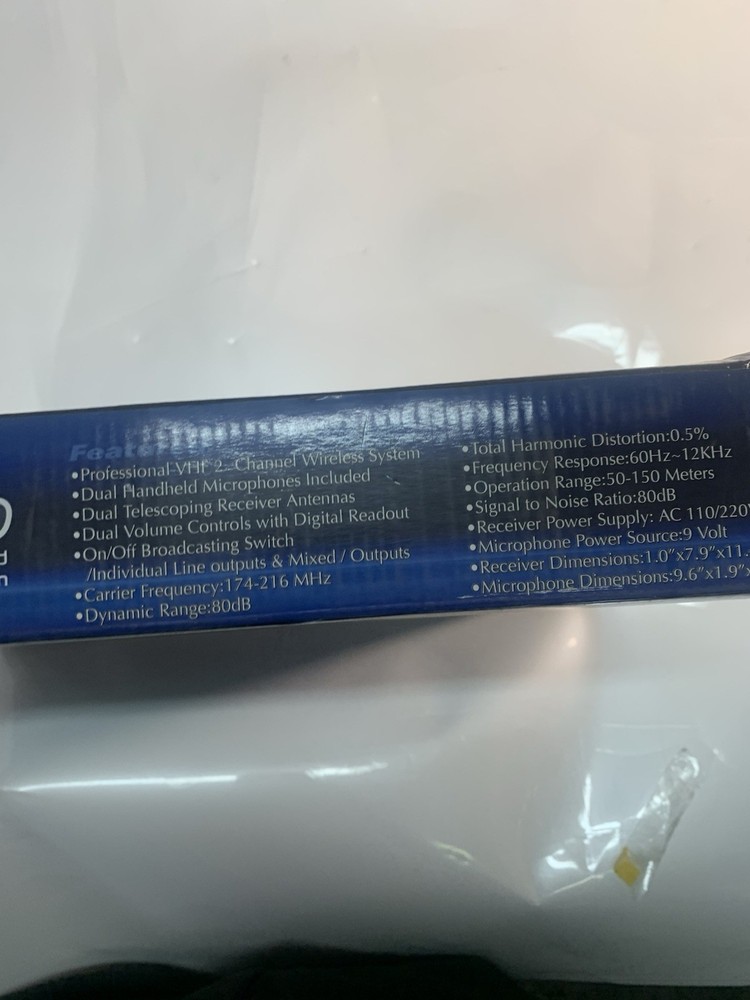 Features
•Professional VHF 2-Channel Wireless System
•Dual Handheld Microphones Included
•Dual Telescoping Receiver Antennas
•Dual Volume Controls with Digital Readout
•On/Off Broadcasting Switch
/Individual Line outputs & Mixed / Outputs
•Carrier Frequency:174-216 MHz
•Dynamic Range:80dB
•Total Harmonic Distortion:0.5%
•Frequency Response:60Hz~12KHz
•Operation Range:50-150 Meters
•Signal to Noise Ratio:80dB
•Receiver Power Supply: AC 110/220V
•Microphone Power Source:9 Volt
•Receiver Dimensions:1.0"x7.9"x11.
•Microphone Dimensions:9.6"x1.9"x